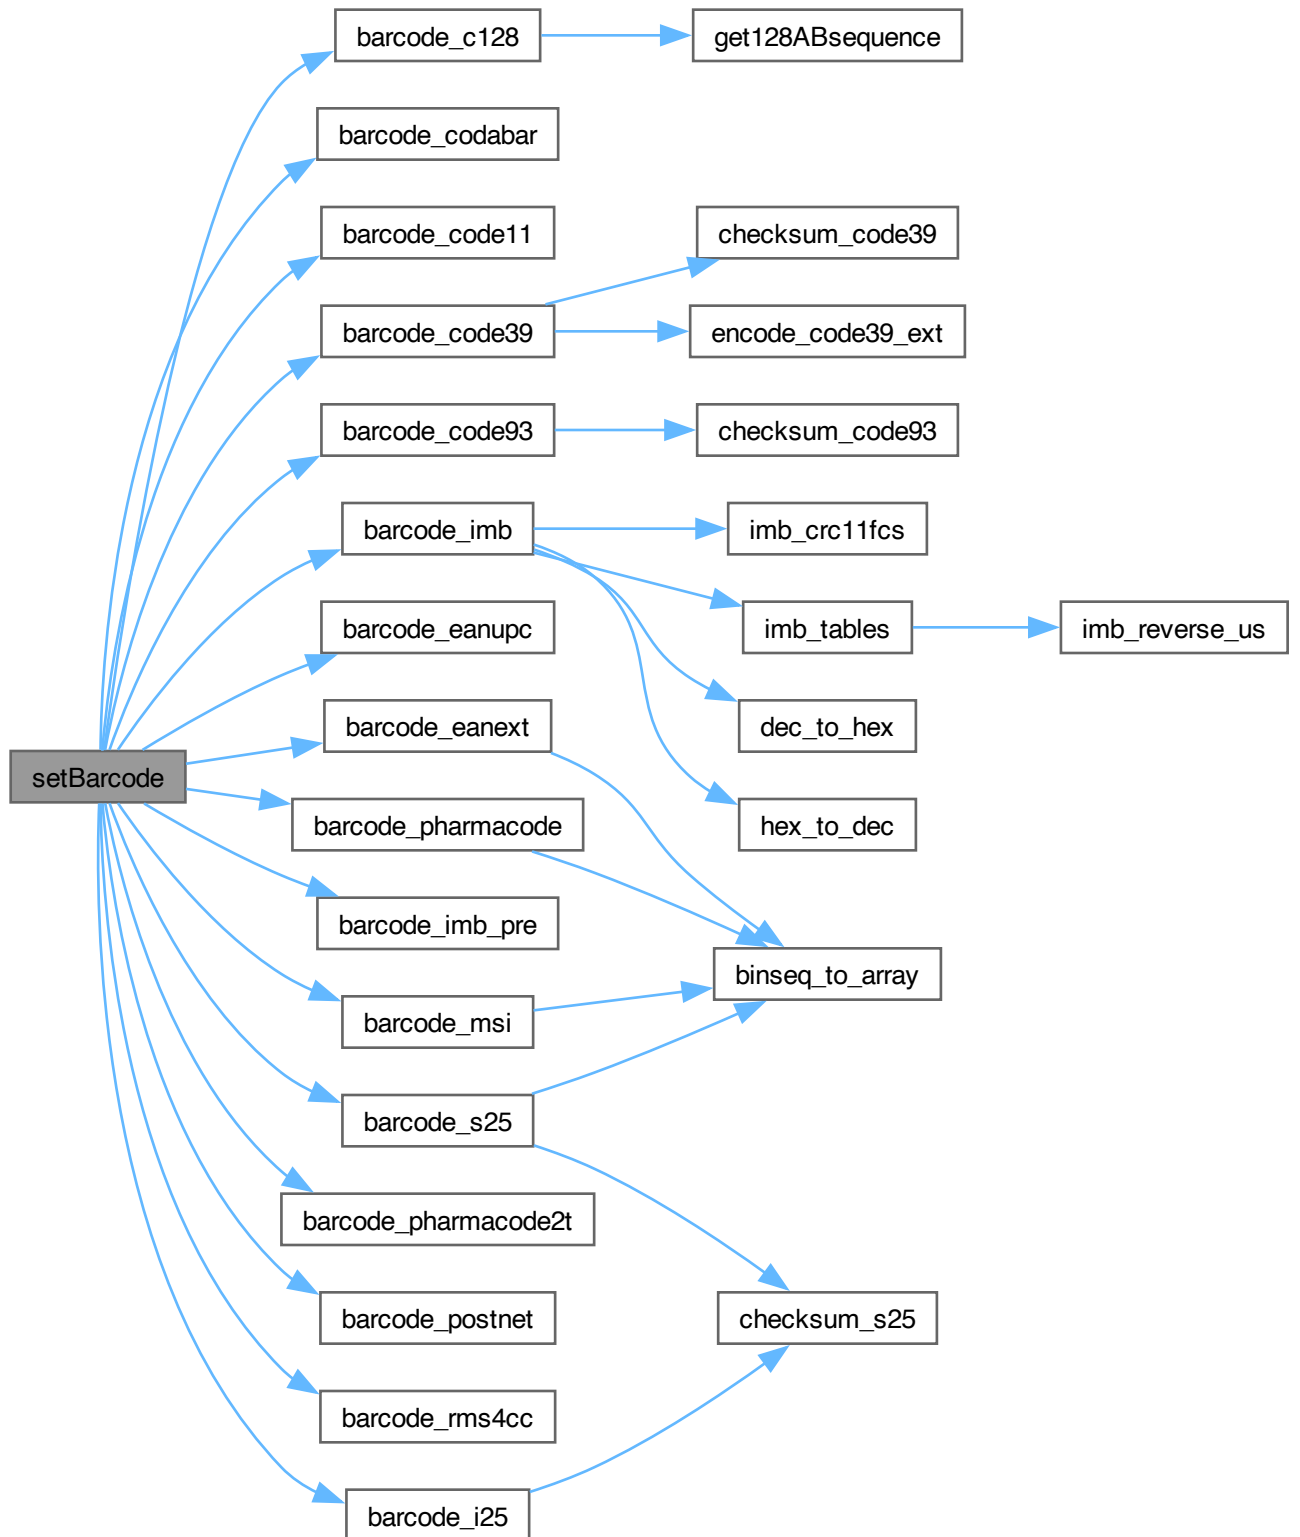 barcode_c128
get128ABsequence
barcode_codabar
barcode_code11
checksum_code39
barcode_code39
encode_code39_ext
barcode_code93
checksum_code93
barcode_imb
imb_crc11fcs
barcode_eanupc
imb_tables
imb_reverse_us
barcode_eanext
dec_to_hex
setBarcode
barcode_pharmacode
hex_to_dec
barcode_imb_pre
binseq_to_array
barcode_msi
barcode_s25
barcode_pharmacode2t
barcode_postnet
checksum_s25
barcode_rms4cc
barcode_i25